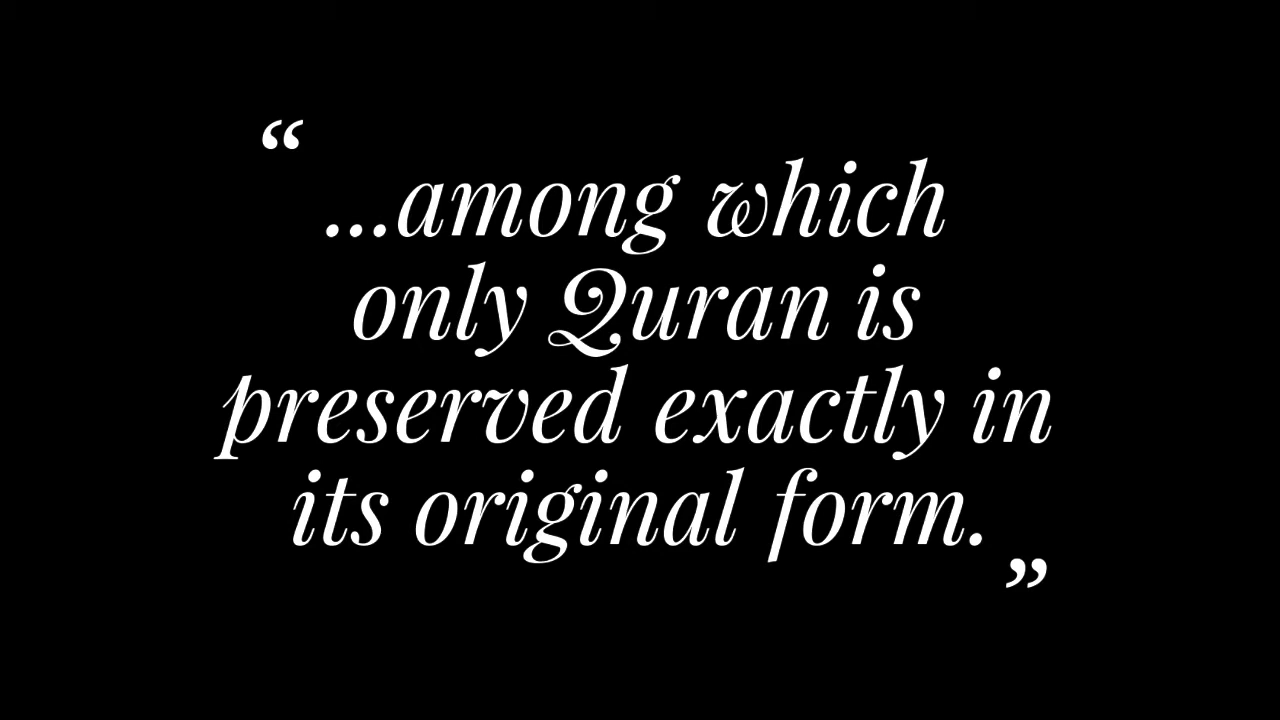 “
...among which
only Quran is
preserved exactly in
its original form.
”